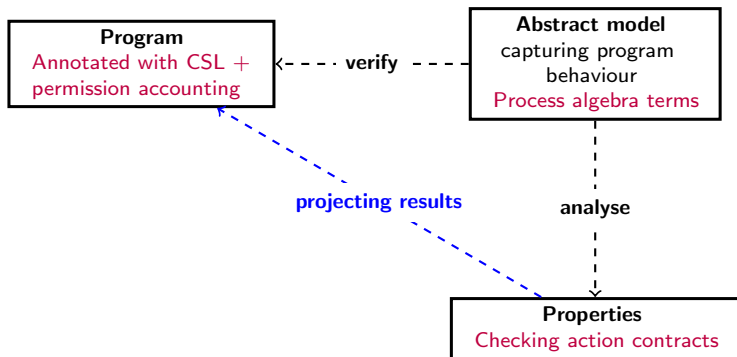 Program
Annotated with CSL +
permission accounting
verify
Abstract model
capturing program
behaviour
Process algebra terms
projecting results
analyse
Properties
Checking action contracts